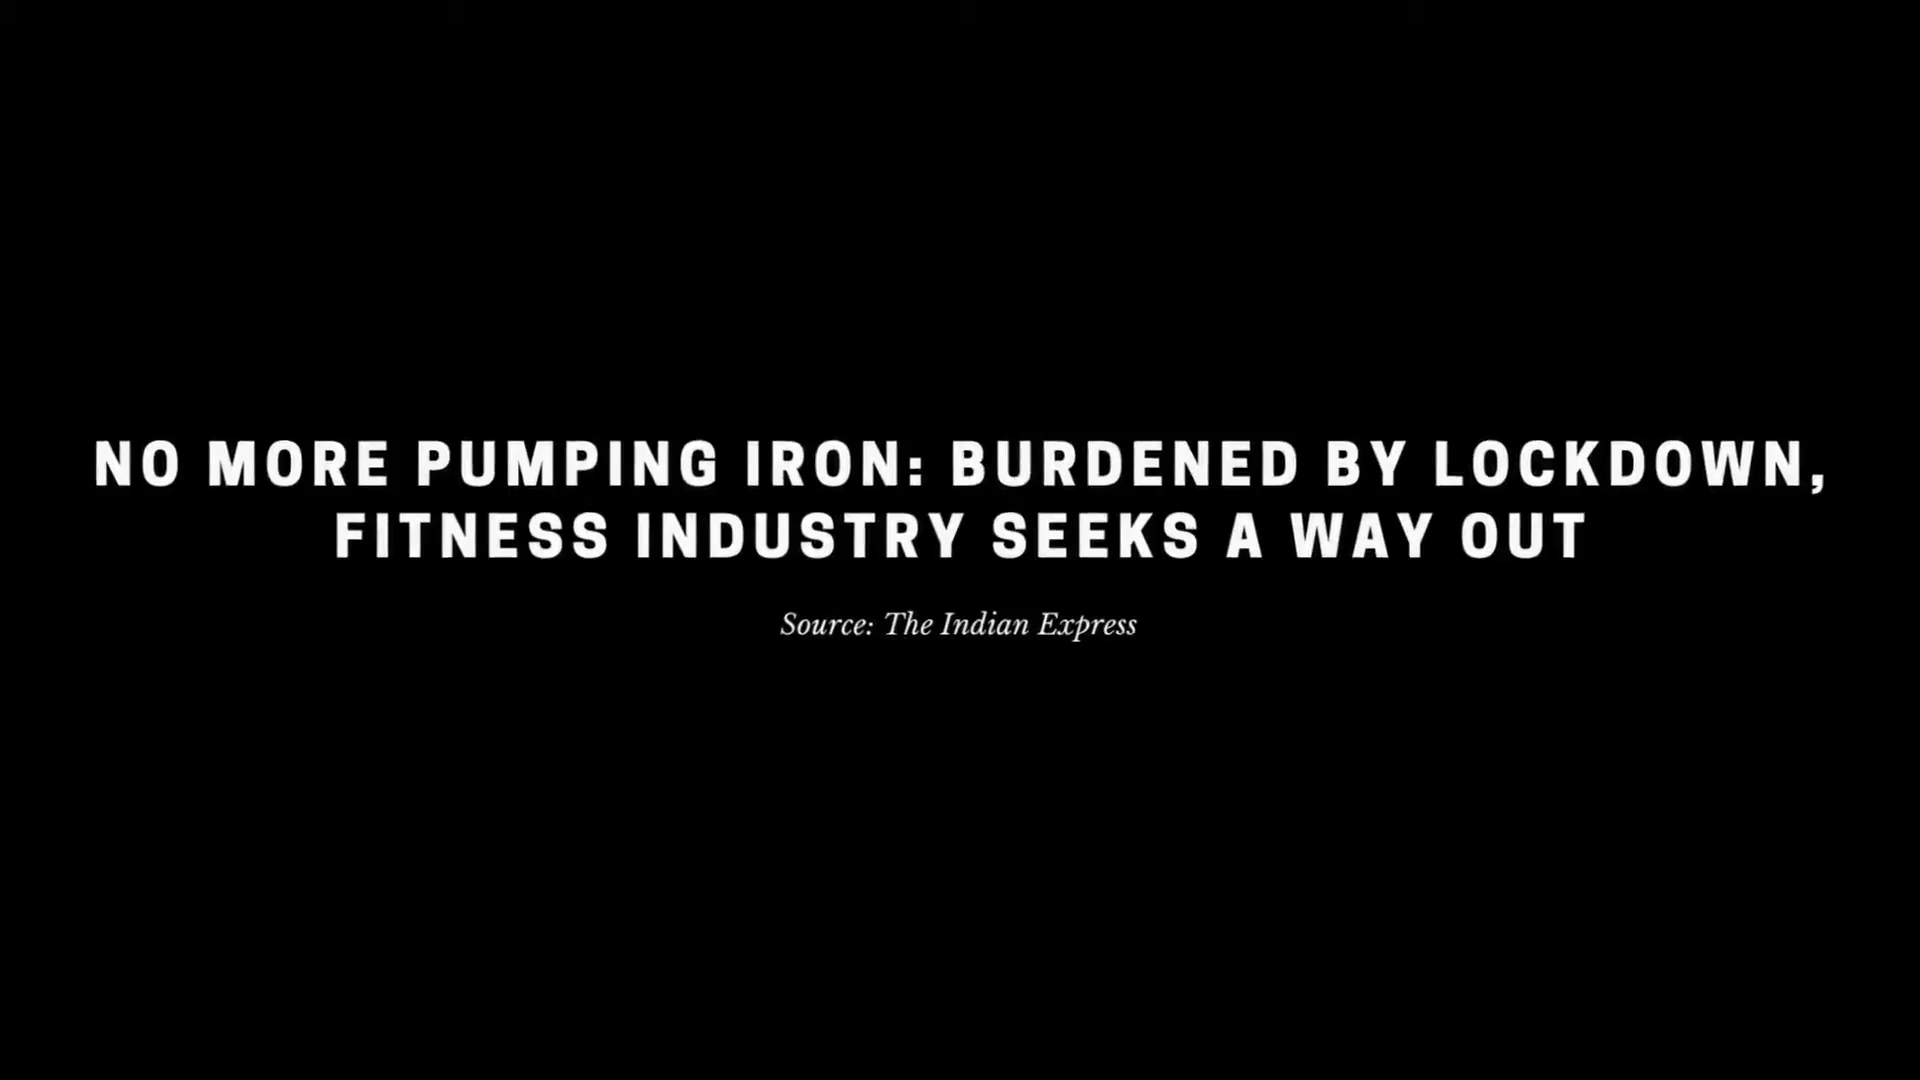 NO MORE PUMPING IRON: BURDENED BY LOCKDOWN,
FITNESS INDUSTRY SEEKS A WAY OUT
Source: The Indian Express